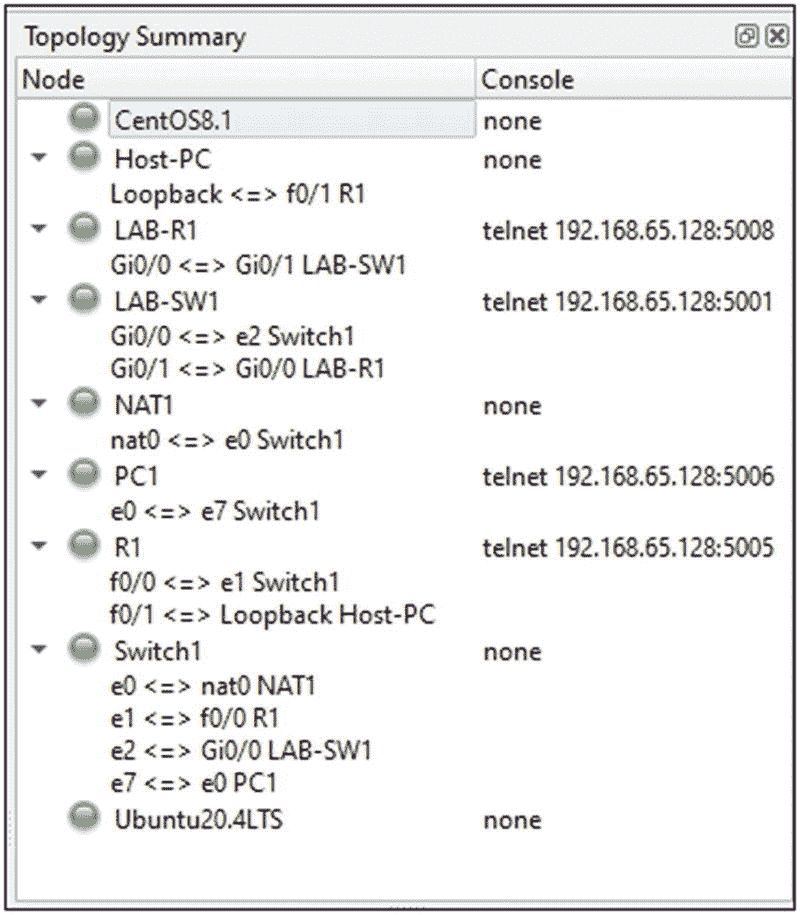 Topology Summary
Node Console
CentOS8.1 none
Host-PC none
Loopback <=> f0/1 R1
LAB-R1 telnet 192.168.65.128:5008
Gi0/0 <=> Gi0/1 LAB-SW1
LAB-SW1 telnet 192.168.65.128:5001
Gi0/0 <=> e2 Switch1
Gi0/1 <=> Gi0/0 LAB-R1
NAT1 none
nat0 <=> e0 Switch1
PC1 telnet 192.168.65.128:5006
e0 <=> e7 Switch1
R1 telnet 192.168.65.128:5005
f0/0 <=> e1 Switch1
f0/1 <=> Loopback Host-PC
Switch1 none
e0 <=> nat0 NAT1
e1 <=> f0/0 R1
e2 <=> Gi0/0 LAB-SW1
e7 <=> e0 PC1
Ubuntu20.4LTS none